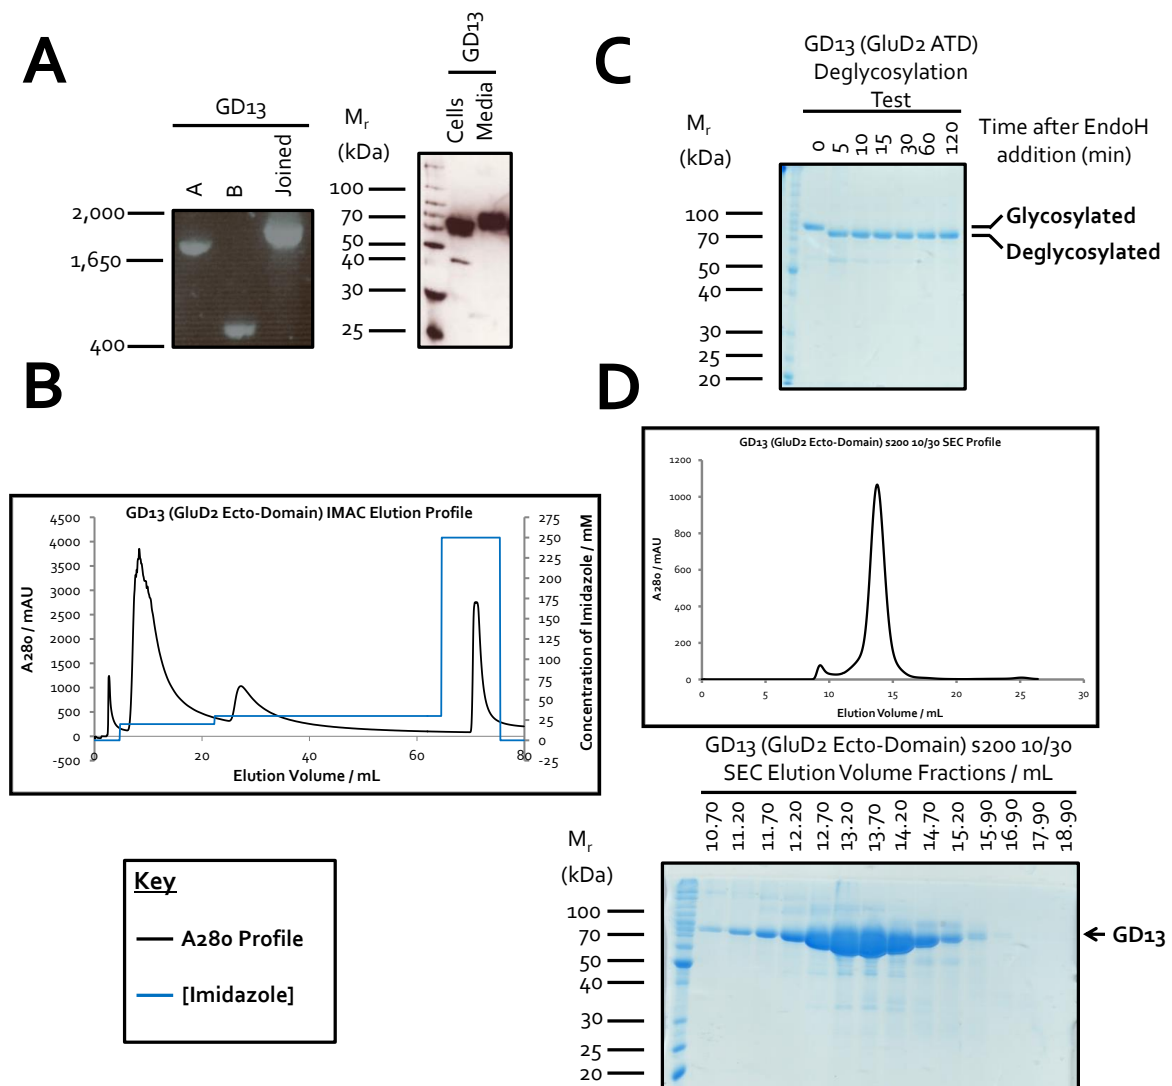 A
GD13
A
B
Joined
2,000
1,650
400
Mr
(kDa)
GD13
Cells
Media
100
70
50
40
30
25
C
GD13 (GluD2 ATD)
Deglycosylation
Test
Mr
(kDa)
0
5
10
15
30
60
120
Time after EndoH
addition (min)
100
70
50
40
30
25
20
Glycosylated
Deglycosylated
B
GD13 (GluD2 Ecto-Domain) IMAC Elution Profile
A280 / mAU
4500
4000
3500
3000
2500
2000
1500
1000
500
0
-500
0
20
40
60
80
Elution Volume / mL
275
250
225
200
175
150
125
100
75
50
25
0
-25
Concentration of Imidazole / mM
Key
A280 Profile
[Imidazole]
D
GD13 (GluD2 Ecto-Domain) s200 10/30 SEC Profile
A280 / mAU
1200
1000
800
600
400
200
0
0
5
10
15
20
25
30
Elution Volume / mL
GD13 (GluD2 Ecto-Domain) s200 10/30
SEC Elution Volume Fractions / mL
10.70
11.20
11.70
12.20
12.70
13.20
13.70
14.20
14.70
15.20
15.90
16.90
17.90
18.90
Mr
(kDa)
100
70
50
40
30
25
20
GD13